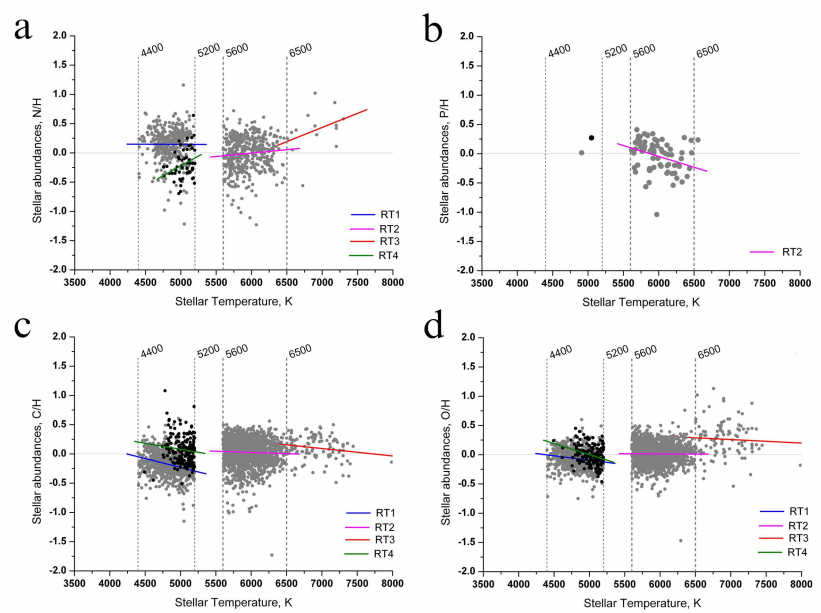 a
2.0
1.5
1.0
0.5
0.0
-0.5
-1.0
-1.5
-2.0
Stellar abundances, N/H
4400
5200
5600
6500
RT1
RT2
RT3
RT4
3500 4000 4500 5000 5500 6000 6500 7000 7500 8000
Stellar Temperature, K
b
2.0
1.5
1.0
0.5
0.0
-0.5
-1.0
-1.5
-2.0
Stellar abundances, P/H
4400
5200
5600
6500
RT2
3500 4000 4500 5000 5500 6000 6500 7000 7500 8000
Stellar Temperature, K
c
2.0
1.5
1.0
0.5
0.0
-0.5
-1.0
-1.5
-2.0
Stellar abundances, C/H
4400
5200
5600
6500
RT1
RT2
RT3
RT4
3500 4000 4500 5000 5500 6000 6500 7000 7500 8000
Stellar Temperature, K
d
2.0
1.5
1.0
0.5
0.0
-0.5
-1.0
-1.5
-2.0
Stellar abundances, O/H
4400
5200
5600
6500
RT1
RT2
RT3
RT4
3500 4000 4500 5000 5500 6000 6500 7000 7500 8000
Stellar Temperature, K